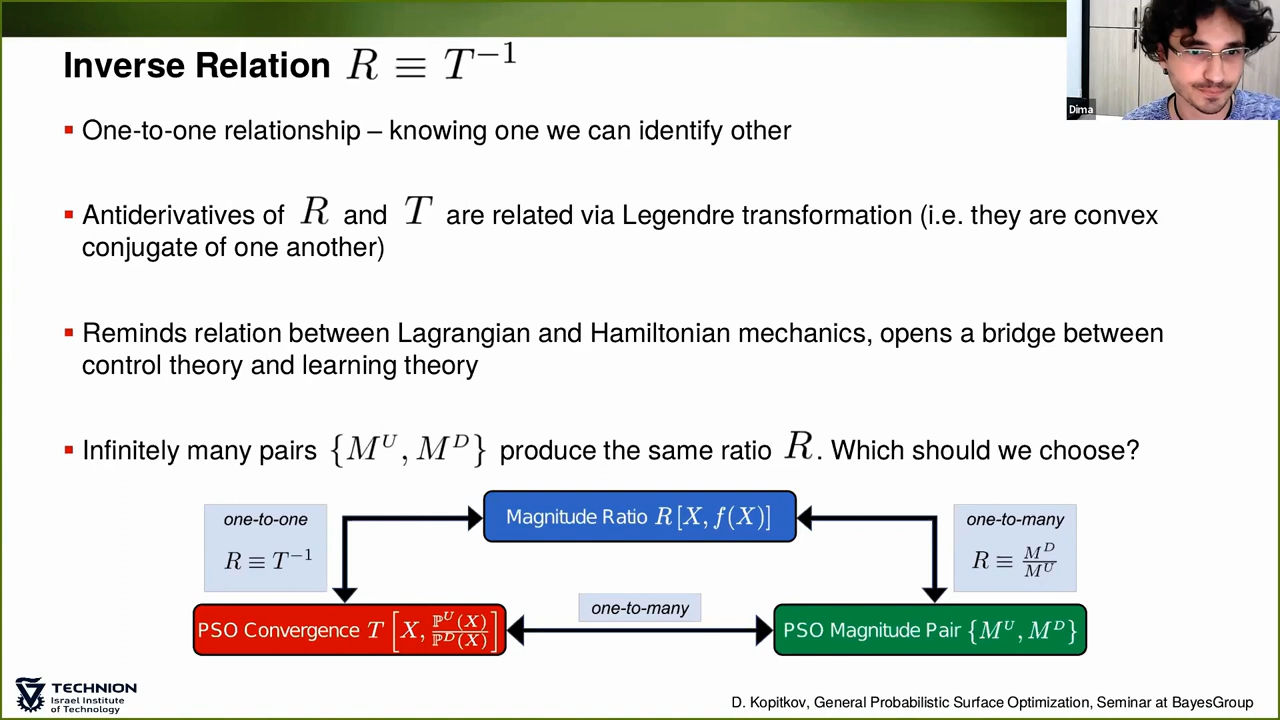 Inverse Relation R ≡ T⁻¹
Dima
▪ One-to-one relationship – knowing one we can identify other
▪ Antiderivatives of R and T are related via Legendre transformation (i.e. they are convex
conjugate of one another)
▪ Reminds relation between Lagrangian and Hamiltonian mechanics, opens a bridge between
control theory and learning theory
▪ Infinitely many pairs {M^U, M^D} produce the same ratio R. Which should we choose?
one-to-one
R ≡ T⁻¹
Magnitude Ratio R[X, f(X)]
one-to-many
R ≡ M^D/M^U
PSO Convergence T [X, ℙ^U(X)/ℙ^D(X)]
one-to-many
PSO Magnitude Pair {M^U, M^D}
TECHNION
Israel Institute
of Technology
D. Kopitkov, General Probabilistic Surface Optimization, Seminar at BayesGroup